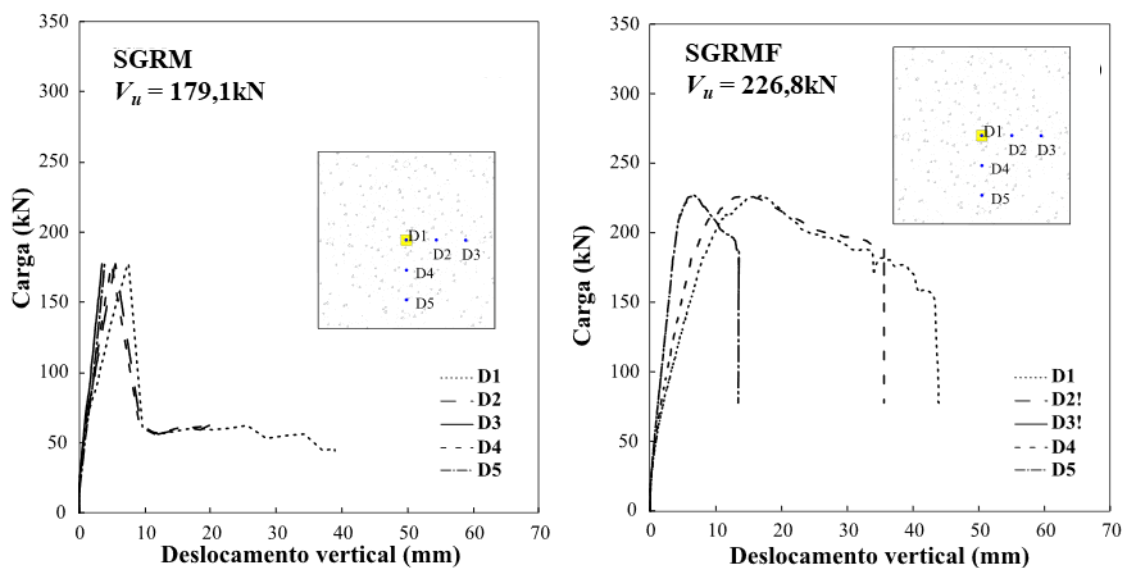 SGRM
V_u = 179,1kN
Carga (kN)
350
300
250
200
150
100
50
0
D1
D2 D3
D4
D5
D1
D2
D3
D4
D5
0 10 20 30 40 50 60 70
Deslocamento vertical (mm)
SGRMF
V_u = 226,8kN
Carga (kN)
350
300
250
200
150
100
50
0
D1
D2 D3
D4
D5
D1
D2!
D3!
D4
D5
0 10 20 30 40 50 60 70
Deslocamento vertical (mm)